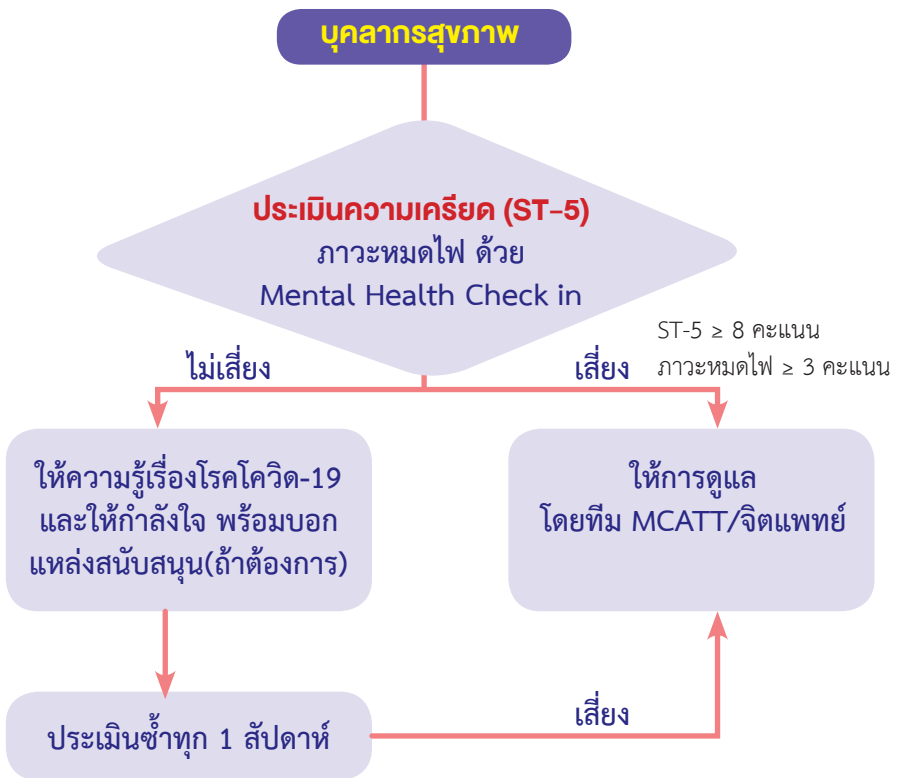 บุคลากรสุขภาพ
ประเมินความเครียด (ST-5)
ภาวะหมดไฟ ด้วย
Mental Health Check in
ST-5 ≥ 8 คะแนน
ภาวะหมดไฟ ≥ 3 คะแนน
ไม่เสี่ยง
เสี่ยง
ให้ความรู้เรื่องโรคโควิด-19
และให้กำลังใจ พร้อมบอก
แหล่งสนับสนุน(ถ้าต้องการ)
ให้การดูแล
โดยทีม MCATT/จิตแพทย์
ประเมินซ้ำทุก 1 สัปดาห์
เสี่ยง